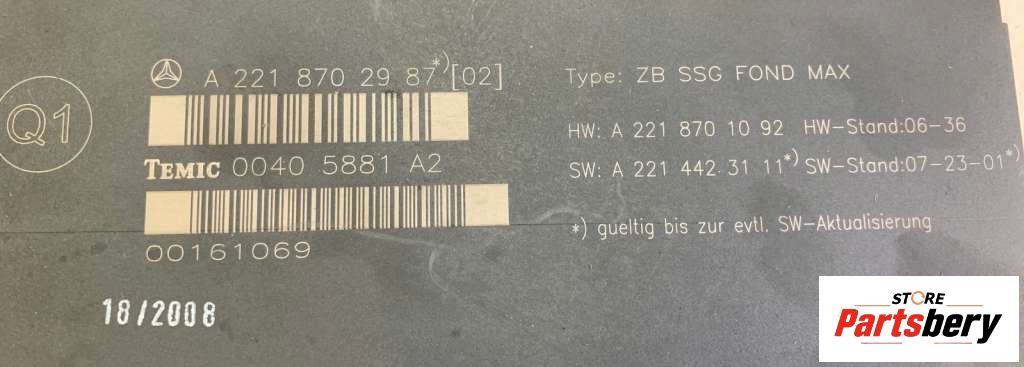 Q1
A 221 870 29 87*)[02]
TEMIC 0040 5881 A2
00161069
18/2008
Type: ZB SSG FOND MAX
HW: A 221 870 10 92 HW-Stand:06-36
SW: A 221 442 31 11*) SW-Stand:07-23-01*)
*) gueltig bis zur evtl. SW-Aktualisierung
STORE
Partsbery